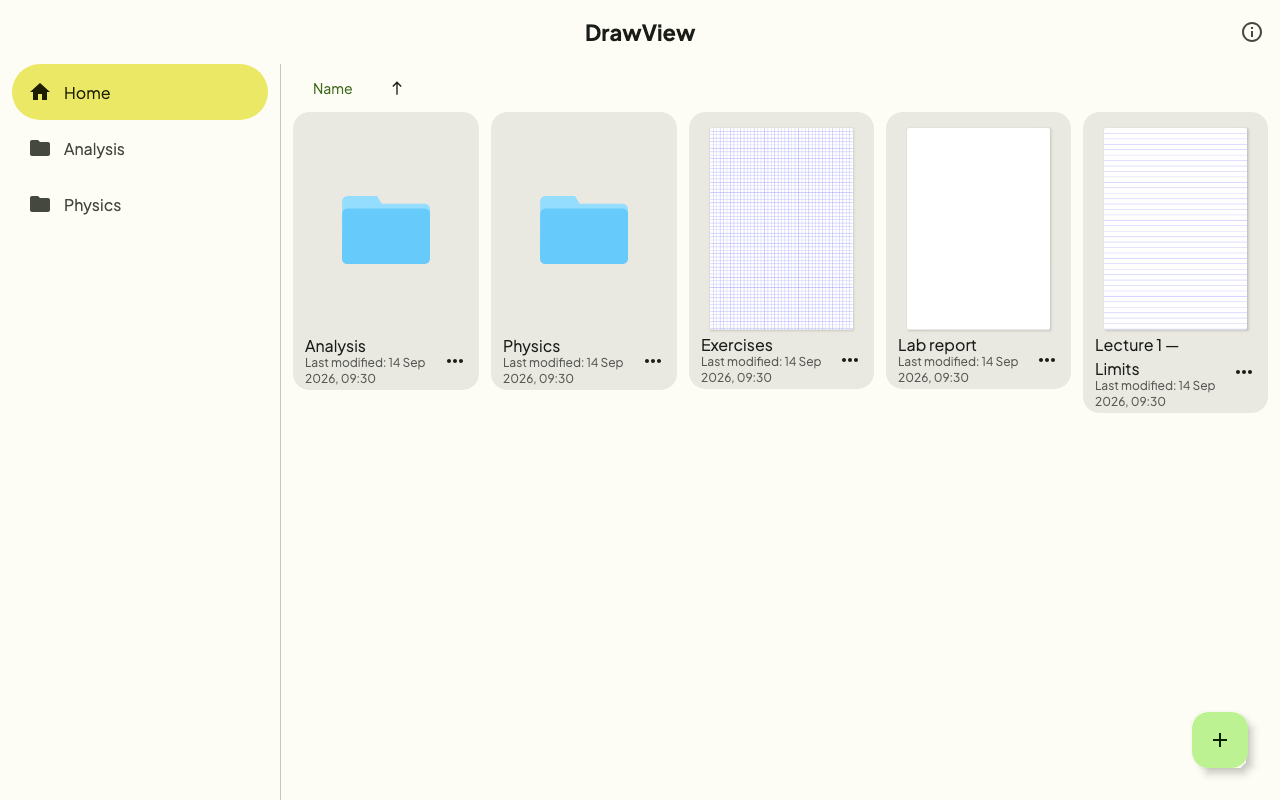 DrawView
Home
Analysis
Physics
Name
Analysis
Last modified: 14 Sep
2026, 09:30
Physics
Last modified: 14 Sep
2026, 09:30
Exercises
Last modified: 14 Sep
2026, 09:30
Lab report
Last modified: 14 Sep
2026, 09:30
Lecture 1 —
Limits
Last modified: 14 Sep
2026, 09:30